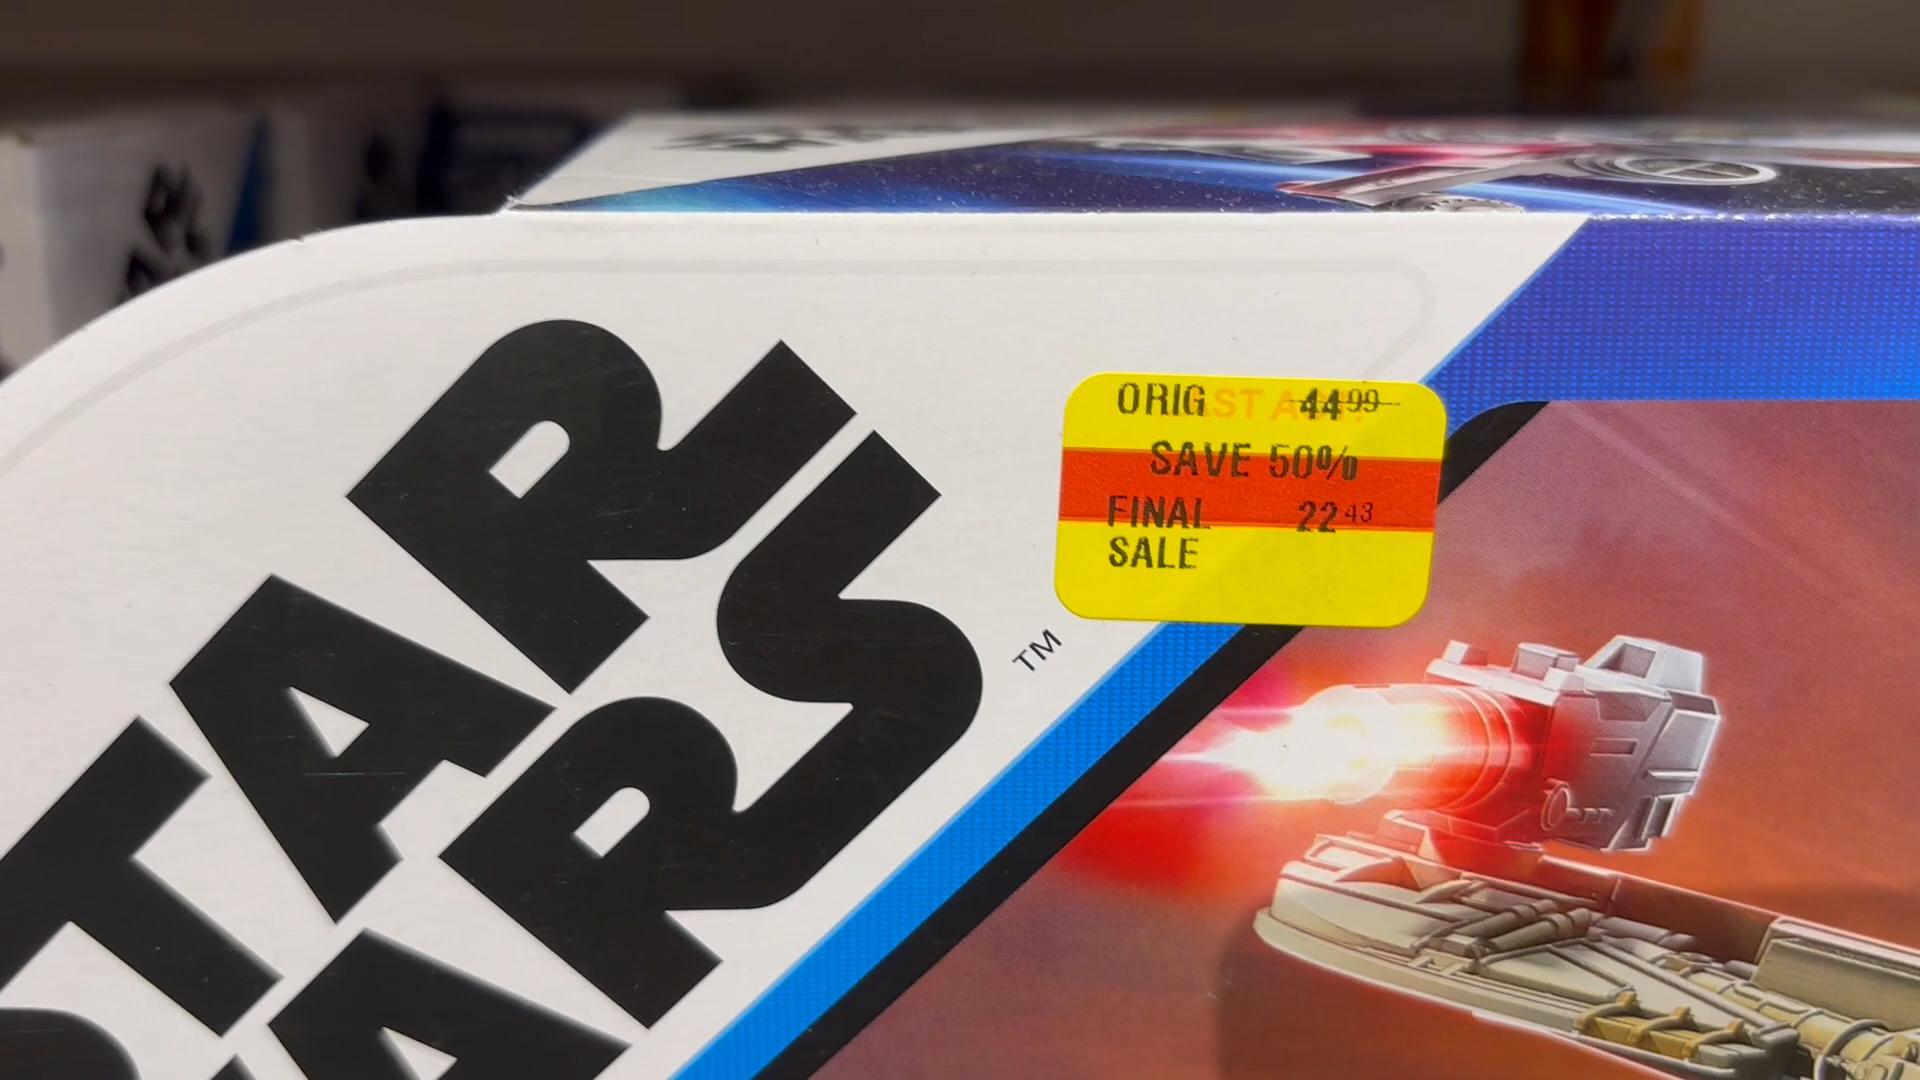 STAR
WARS
TM
ORIG 44.99
SAVE 50%
FINAL 22.43
SALE